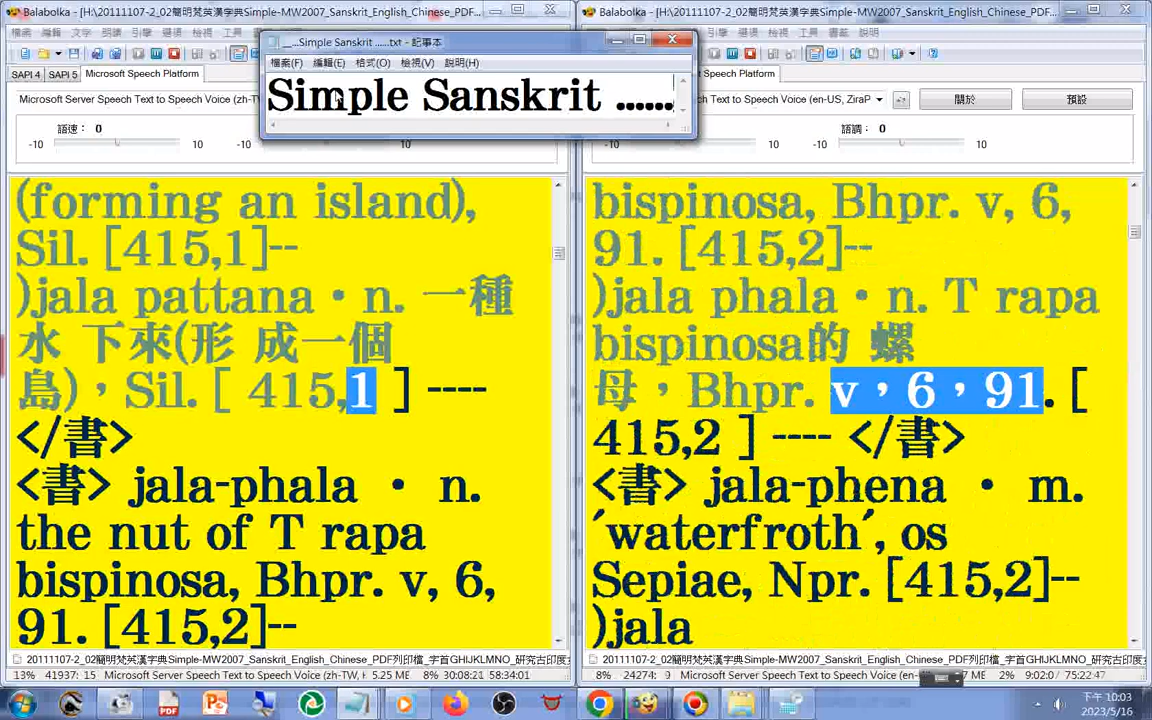 Balabolka - [H:\20111107-2_02簡明梵英漢字典Simple-MW2007_Sanskrit_English_Chinese_PDF...
Balabolka - [H:\20111107-2_02簡明梵英漢字典Simple-MW2007_Sanskrit_English_Chinese_PDF...
__...Simple Sanskrit ......txt - 記事本
檔案(F) 編輯(E) 格式(O) 檢視(V) 說明(H)
Simple Sanskrit ......
SAPI 4 SAPI 5 Microsoft Speech Platform
t Speech Platform
Microsoft Server Speech Text to Speech Voice (zh-TW
rosoft Server Speech Text to Speech Voice (en-US, ZiraP
關於
預設
語速： 0
語調： 0
-10 10 10
-10 -10 10
(forming an island),
Sil. [415,1]--
)jala pattana・n. 一種
水 下來(形 成一個
島)，Sil. [ 415,1 ] ----
</書>
<書> jala-phala ・ n.
the nut of T rapa
bispinosa, Bhpr. v, 6,
91. [415,2]--
bispinosa, Bhpr. v, 6,
91. [415,2]--
)jala phala・n. T rapa
bispinosa的 螺
母，Bhpr. v，6，91. [
415,2 ] ---- </書>
<書> jala-phena ・ m.
'waterfroth', os
Sepiae, Npr. [415,2]--
)jala
20111107-2_02簡明梵英漢字典Simple-MW2007_Sanskrit_English_Chinese_PDF列印檔_字首GHIJKLMNO_研究古印度
20111107-2_02簡明梵英漢字典Simple-MW2007_Sanskrit_English_Chinese_PDF列印檔_字首GHIJKLMNO_研究古印度
13% 41937: 15 Microsoft Server Speech Text to Speech Voice (zh-TW, 5.25 MB 30:08:21 58:34:01
8% 24274: 9 Microsoft Server Speech Text to Speech Voice 2% 9:02:0 75:22:47
下午 10:03
2023/5/16